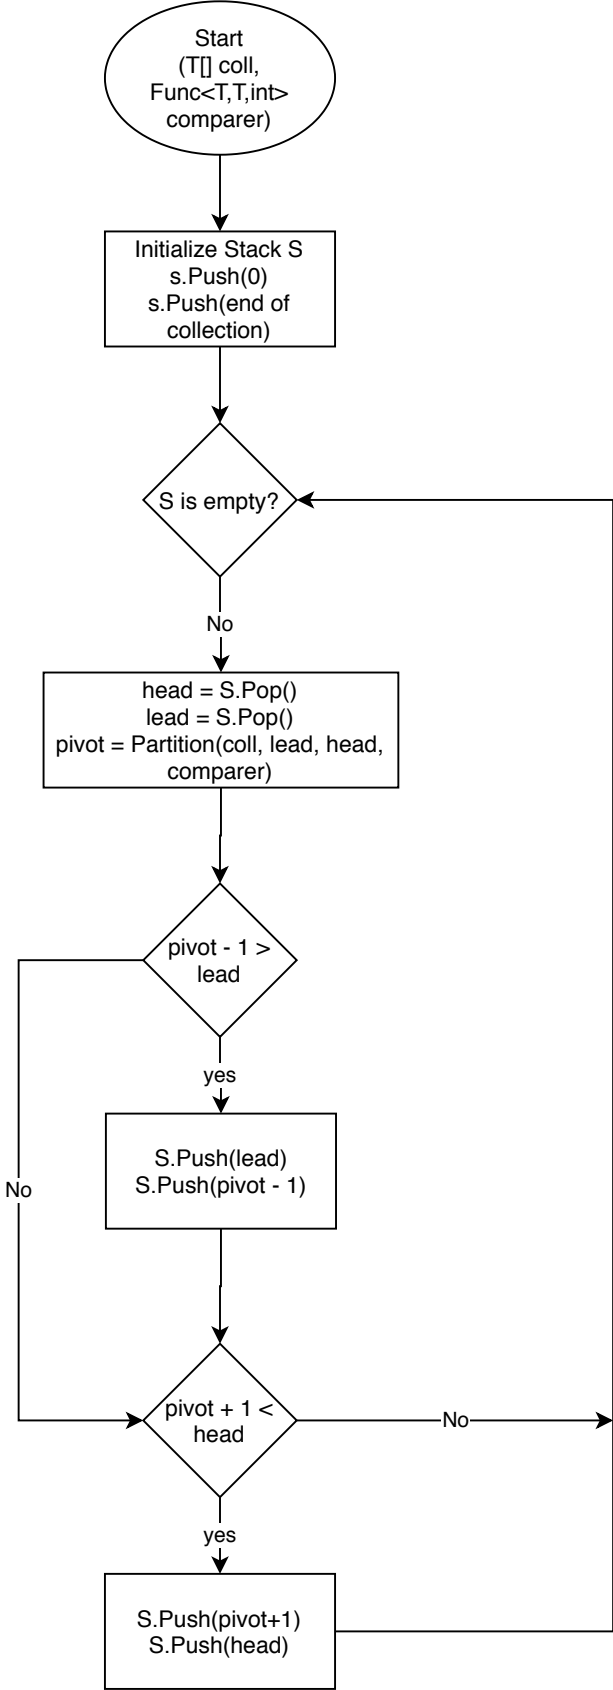 Start
(T[] coll,
Func<T,T,int>
comparer)
Initialize Stack S
s.Push(0)
s.Push(end of
collection)
S is empty?
No
head = S.Pop()
lead = S.Pop()
pivot = Partition(coll, lead, head,
comparer)
pivot - 1 >
lead
yes
S.Push(lead)
S.Push(pivot - 1)
No
pivot + 1 <
head
No
yes
S.Push(pivot+1)
S.Push(head)